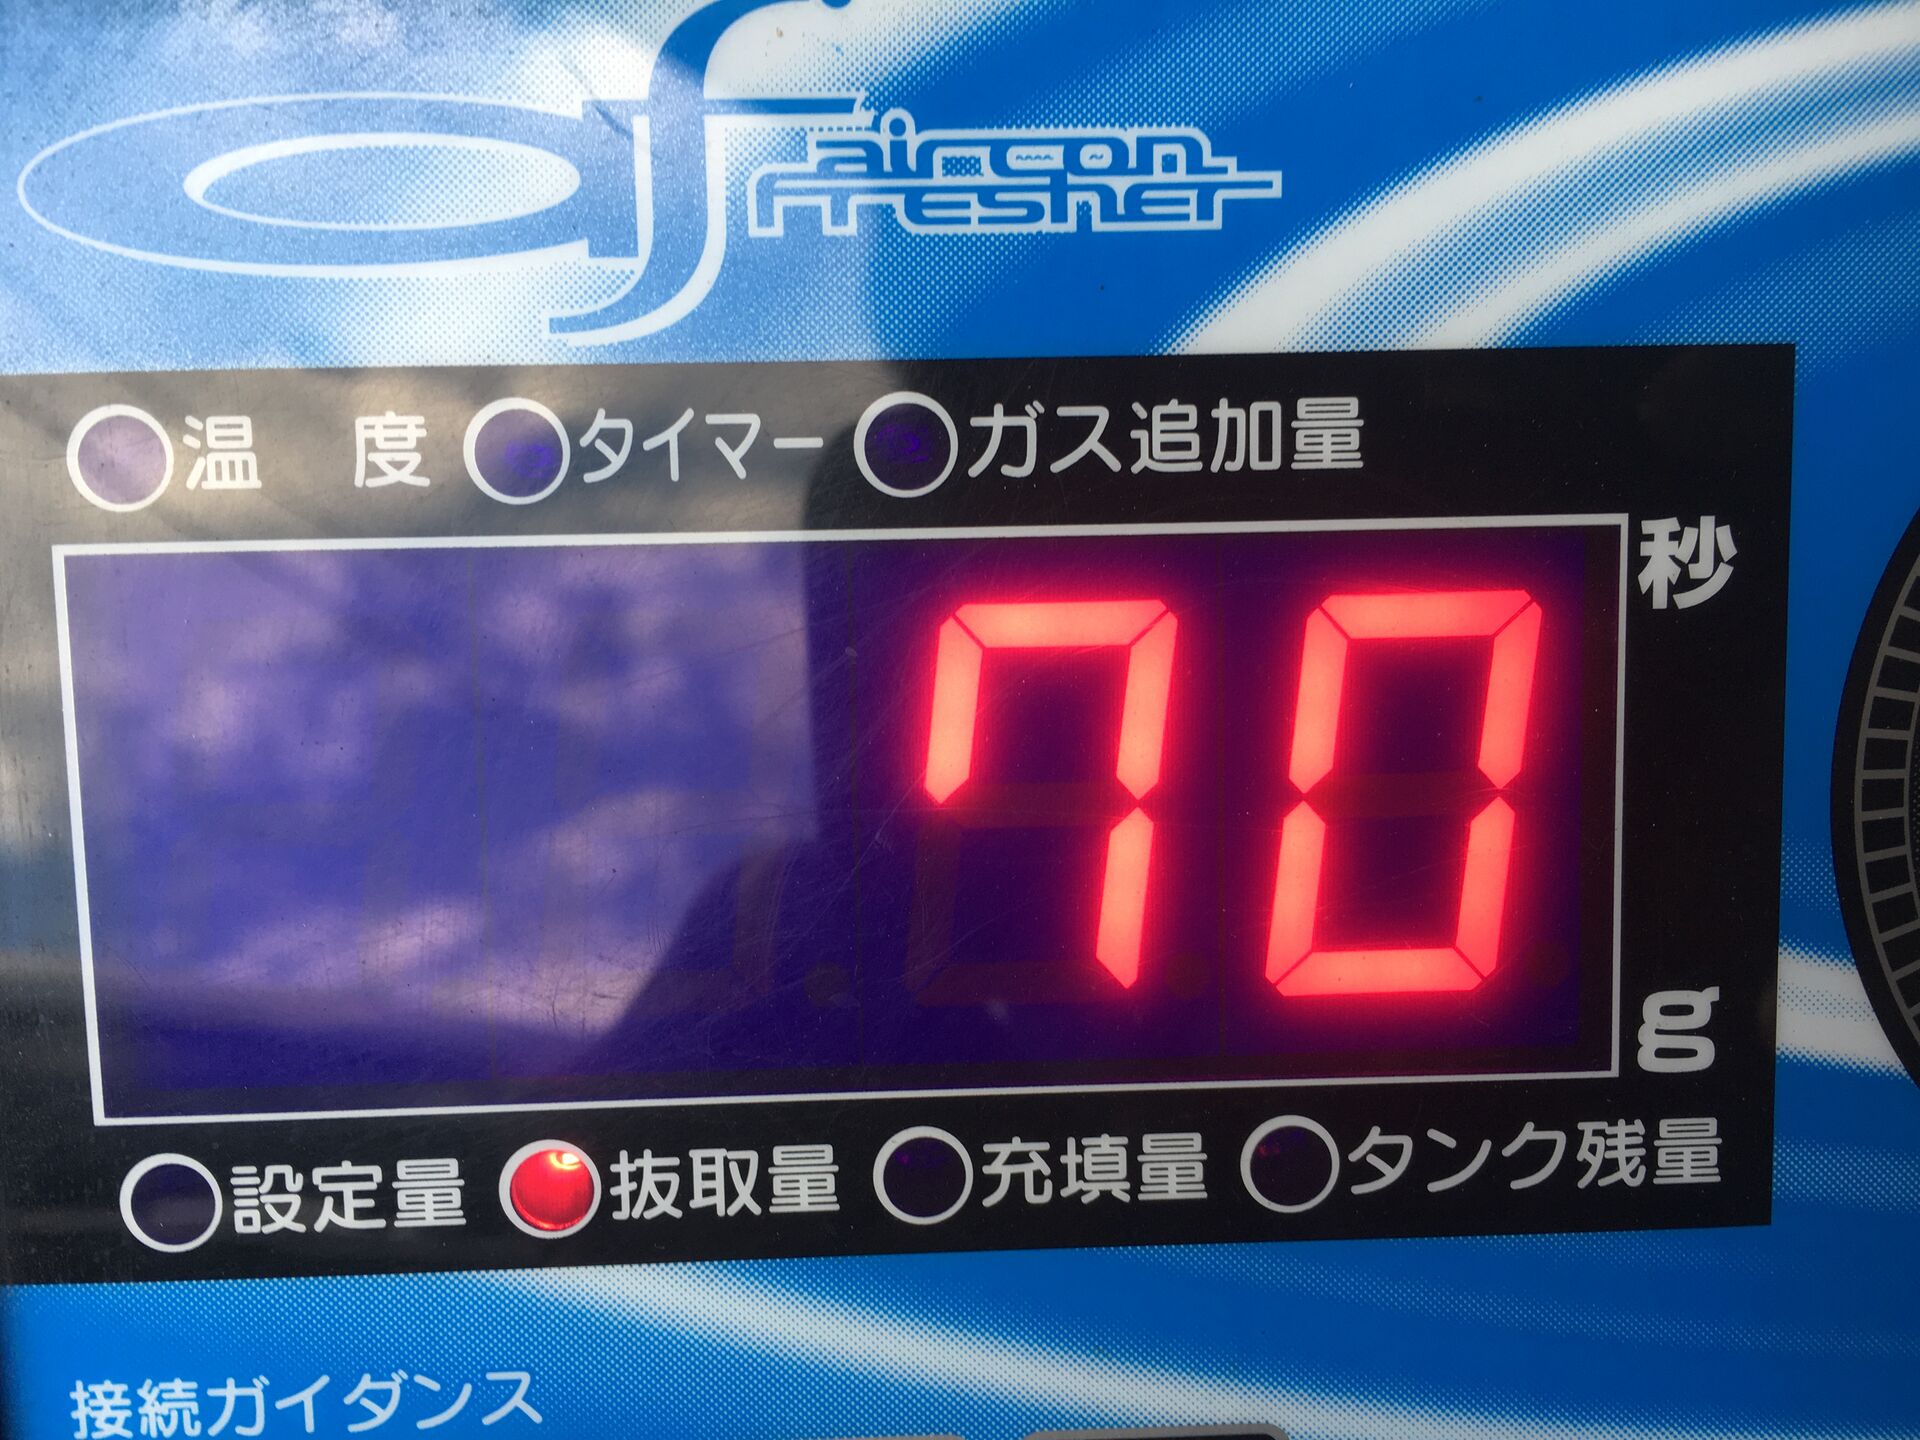 af
aircon
fresher
温 度 タイマー ガス追加量
秒
70
g
設定量 抜取量 充填量 タンク残量
接続ガイダンス